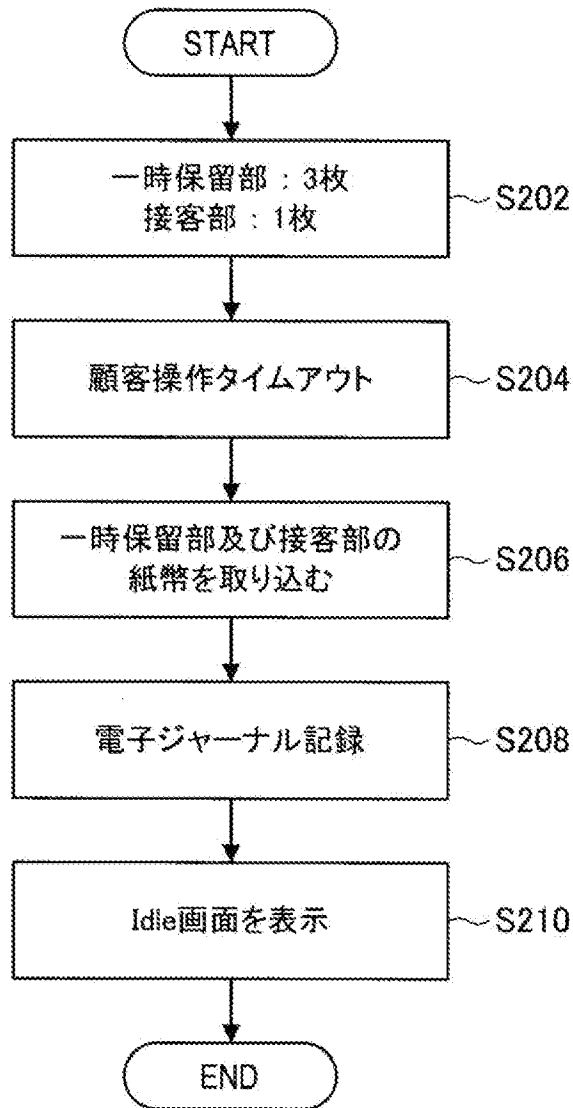 START
一時保留部 : 3枚
接客部 : 1枚
S202
顧客操作タイムアウト
S204
一時保留部及び接客部の
紙幣を取り込む
S206
電子ジャーナル記録
S208
Idle画面を表示
S210
END